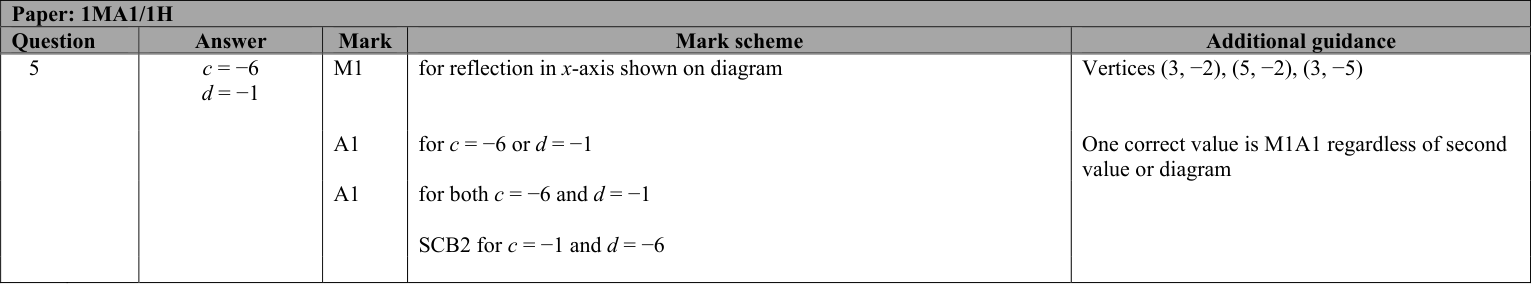 Paper: 1MA1/1H
Question Answer Mark Mark scheme Additional guidance
5 c = −6 M1 for reflection in x-axis shown on diagram Vertices (3, −2), (5, −2), (3, −5)
d = −1
A1 for c = −6 or d = −1 One correct value is M1A1 regardless of second
value or diagram
A1 for both c = −6 and d = −1
SCB2 for c = −1 and d = −6